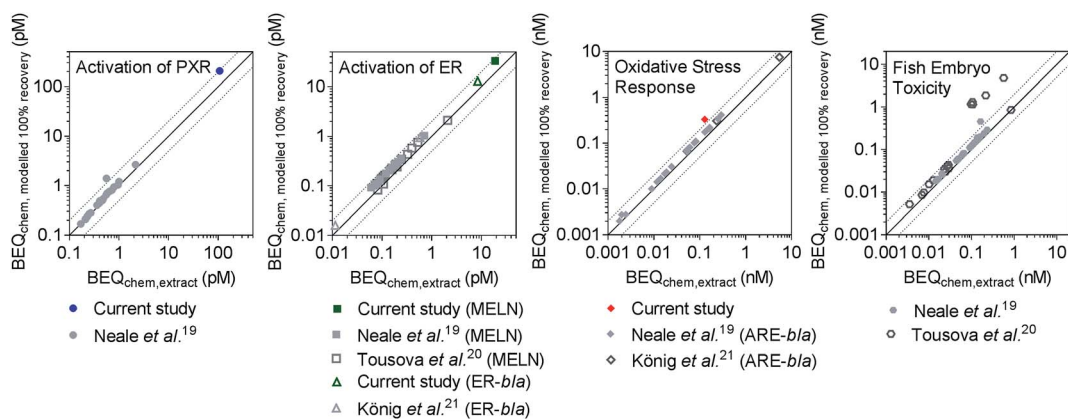 BEQchem, modelled 100% recovery (pM)
Activation of PXR
100
10
1
0.1
0.1 1 10 100
BEQchem,extract (pM)
Current study
Neale et al.19
BEQchem, modelled 100% recovery (pM)
Activation of ER
10
1
0.1
0.01
0.01 0.1 1 10
BEQchem,extract (pM)
Current study (MELN)
Neale et al.19 (MELN)
Tousova et al.20 (MELN)
Current study (ER-bla)
König et al.21 (ER-bla)
BEQchem, modelled 100% recovery (nM)
Oxidative Stress
Response
10
1
0.1
0.01
0.001
0.001 0.01 0.1 1 10
BEQchem,extract (nM)
Current study
Neale et al.19 (ARE-bla)
König et al.21 (ARE-bla)
BEQchem, modelled 100% recovery (nM)
Fish Embryo
Toxicity
10
1
0.1
0.01
0.001
0.001 0.01 0.1 1 10
BEQchem,extract (nM)
Neale et al.19
Tousova et al.20